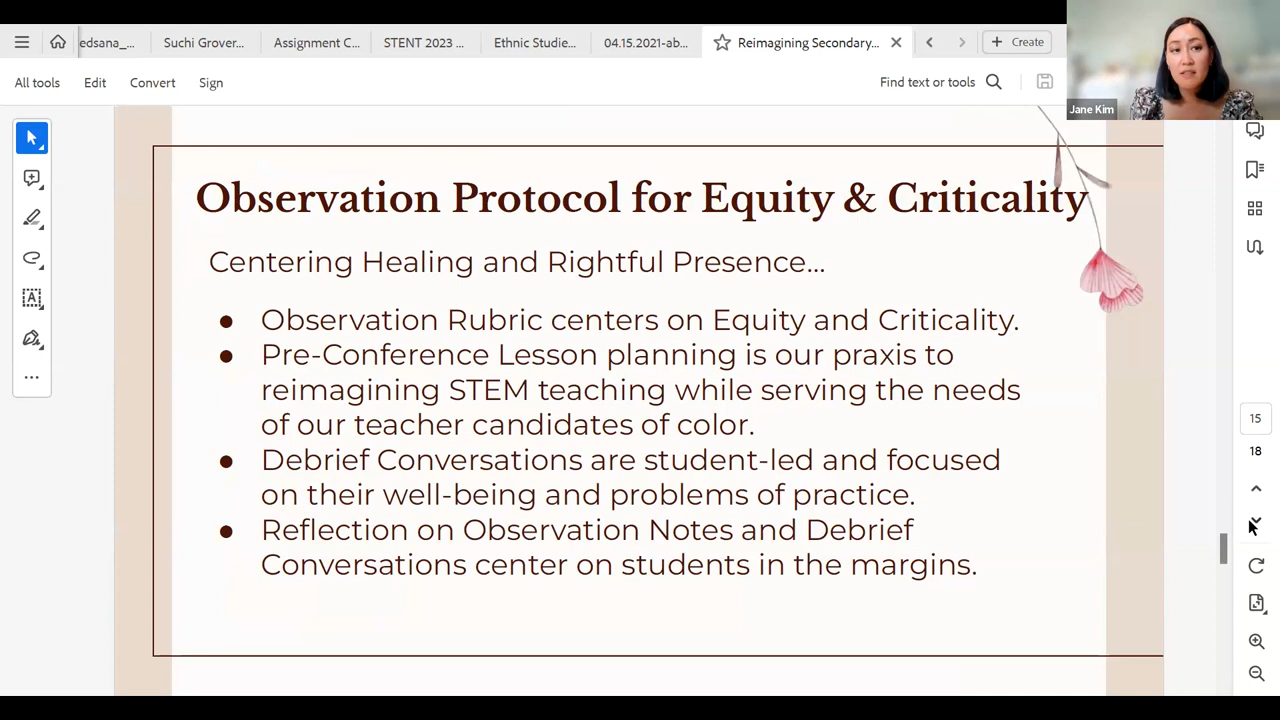 edsana_...
Suchi Grover...
Assignment C...
STENT 2023 ...
Ethnic Studie...
04.15.2021-ab...
Reimagining Secondary...
Create
All tools
Edit
Convert
Sign
Find text or tools
Jane Kim
Observation Protocol for Equity & Criticality
Centering Healing and Rightful Presence...
● Observation Rubric centers on Equity and Criticality.
● Pre-Conference Lesson planning is our praxis to
reimagining STEM teaching while serving the needs
of our teacher candidates of color.
● Debrief Conversations are student-led and focused
on their well-being and problems of practice.
● Reflection on Observation Notes and Debrief
Conversations center on students in the margins.
15
18